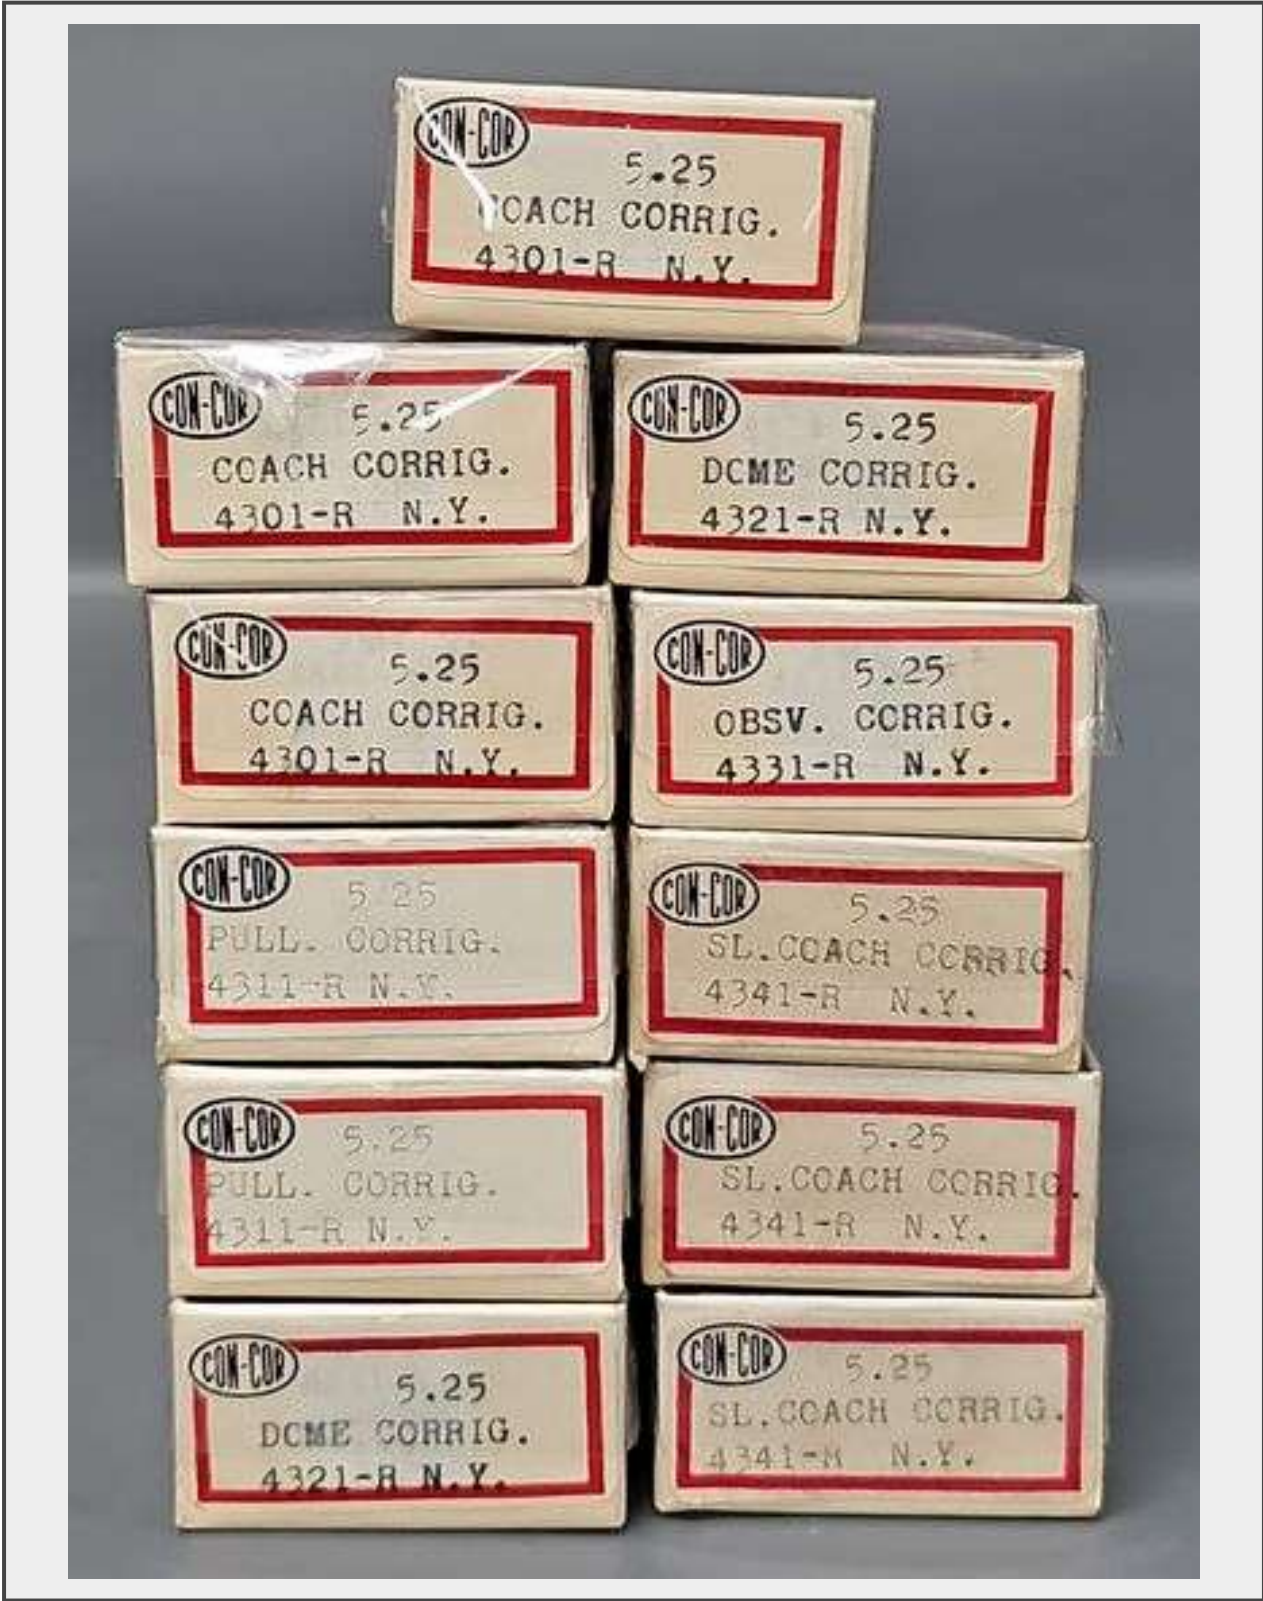 CON-COR
5.25
COACH CORRIG.
4301-R N.Y.
CON-COR
5.25
COACH CORRIG.
4301-R N.Y.
CON-COR
5.25
DOME CORRIG.
4321-R N.Y.
CON-COR
5.25
COACH CORRIG.
4301-R N.Y.
CON-COR
5.25
OBSV. CORRIG.
4331-R N.Y.
CON-COR
5.25
PULL. CORRIG.
4311-R N.Y.
CON-COR
5.25
SL.COACH CORRIG.
4341-R N.Y.
CON-COR
5.25
PULL. CORRIG.
4311-R N.Y.
CON-COR
5.25
SL.COACH CORRIG.
4341-R N.Y.
CON-COR
5.25
DOME CORRIG.
4321-R N.Y.
CON-COR
5.25
SL.COACH CORRIG.
4341-R N.Y.